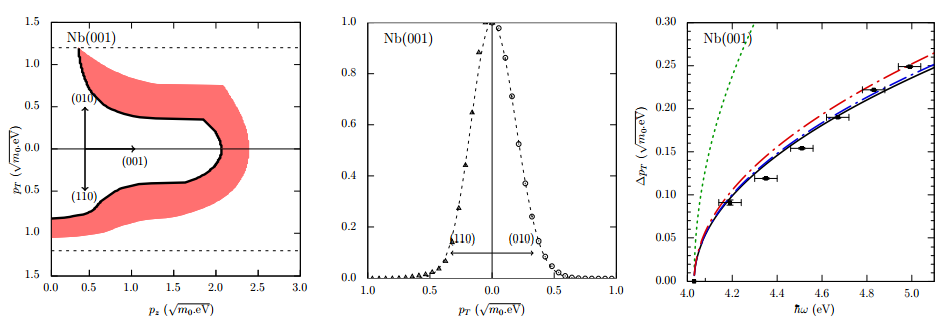 Nb(001)
1.5
1.0
0.5
0.0
0.5
1.0
1.5
p_T (√m₀.eV)
(010)
(001)
(110)
0.0 0.5 1.0 1.5 2.0 2.5 3.0
p_z (√m₀.eV)
Nb(001)
1.0
0.8
0.6
0.4
0.2
0.0
(110) (010)
1.0 0.5 0.0 0.5 1.0
p_T (√m₀.eV)
Nb(001)
0.30
0.25
0.20
0.15
0.10
0.05
0.00
Δp_T (√m₀.eV)
4.0 4.2 4.4 4.6 4.8 5.0
ℏω (eV)